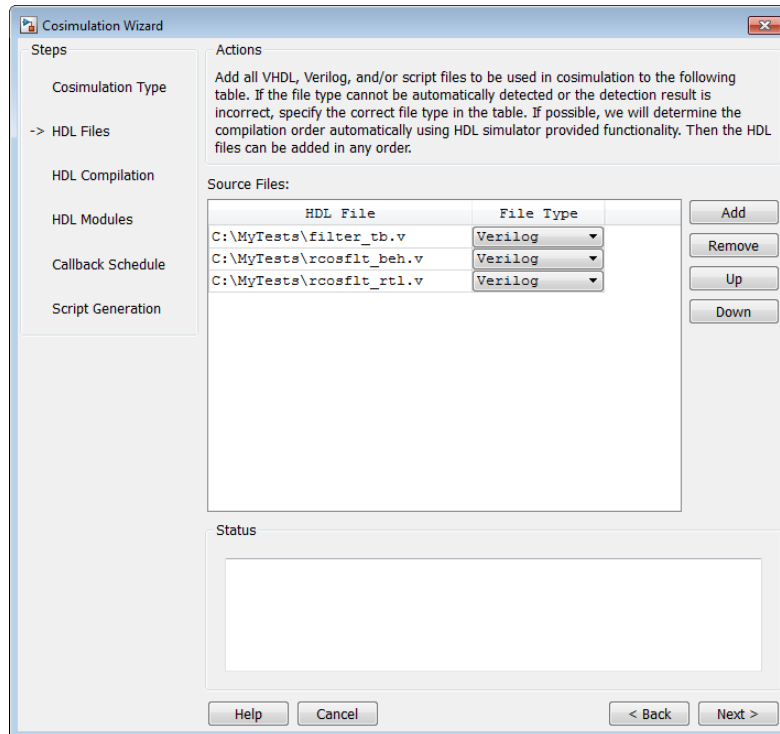 Cosimulation Wizard
Steps
Cosimulation Type
-> HDL Files
HDL Compilation
HDL Modules
Callback Schedule
Script Generation
Actions
Add all VHDL, Verilog, and/or script files to be used in cosimulation to the following
table. If the file type cannot be automatically detected or the detection result is
incorrect, specify the correct file type in the table. If possible, we will determine the
compilation order automatically using HDL simulator provided functionality. Then the HDL
files can be added in any order.
Source Files:
HDL File File Type
C:\MyTests\filter_tb.v Verilog
C:\MyTests\rcosflt_beh.v Verilog
C:\MyTests\rcosflt_rtl.v Verilog
Add
Remove
Up
Down
Status
Help Cancel < Back Next >